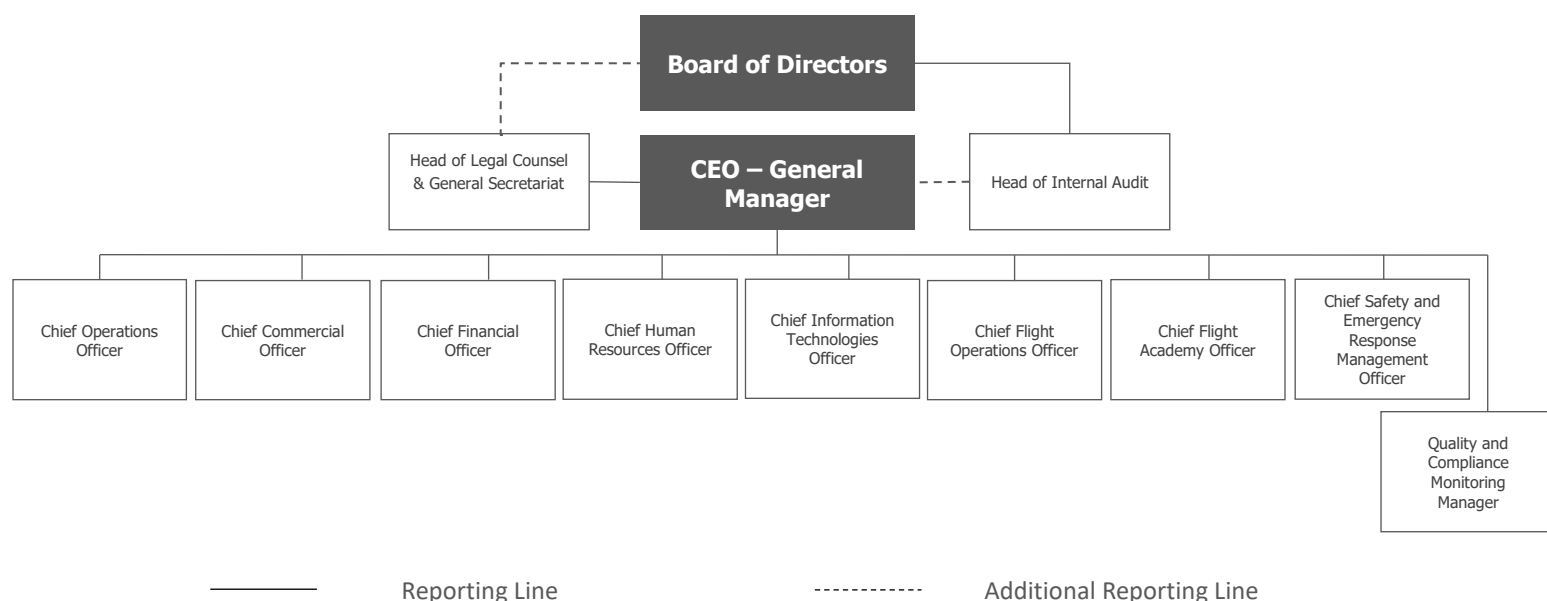 Board of Directors
Head of Legal Counsel
& General Secretariat
CEO – General
Manager
Head of Internal Audit
Chief Operations
Officer
Chief Commercial
Officer
Chief Financial
Officer
Chief Human
Resources Officer
Chief Information
Technologies
Officer
Chief Flight
Operations Officer
Chief Flight
Academy Officer
Chief Safety and
Emergency
Response
Management
Officer
Quality and
Compliance
Monitoring
Manager
Reporting Line
Additional Reporting Line